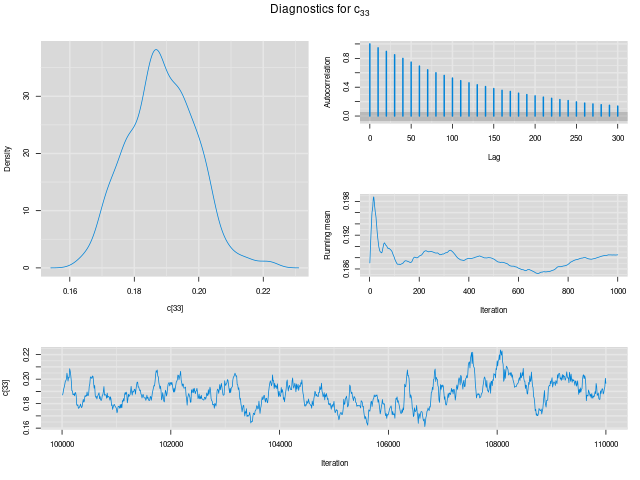 Diagnostics for c33
Density
0 10 20 30
0.16 0.18 0.20 0.22
c[33]
Autocorrelation
0.0 0.4 0.8
0 50 100 150 200 250 300
Lag
Running mean
0.186 0.192 0.198
0 200 400 600 800 1000
Iteration
c[33]
0.16 0.18 0.20 0.22
100000 102000 104000 106000 108000 110000
Iteration